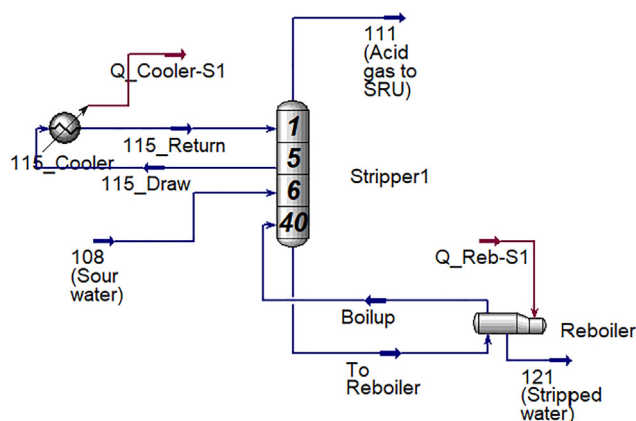 111
(Acid
gas to
SRU)
Q_Cooler-S1
1
115_Return
115_Cooler
5
115_Draw
Stripper1
6
40
108
(Sour
water)
Q_Reb-S1
Boilup
Reboiler
To
Reboiler
121
(Stripped
water)